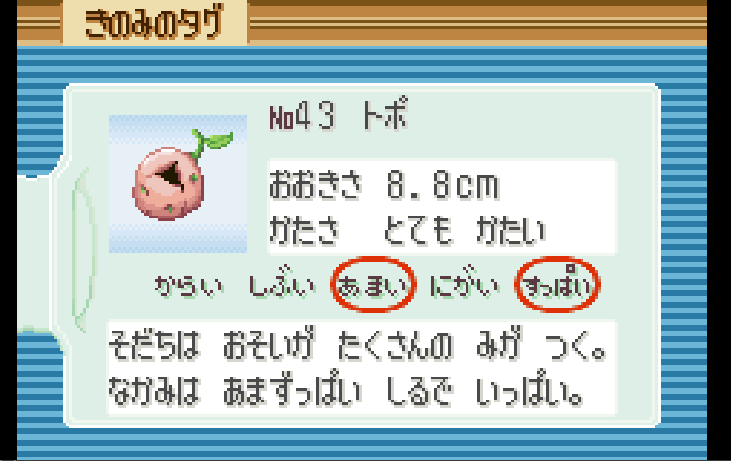 きのみのタグ
No43 トポ
おおきさ 8.8cm
かたさ とても かたい
からい しぶい あまい にがい すっぱい
そだちは おそいが たくさんの みが つく。
なかみは あまずっぱい しるで いっぱい。